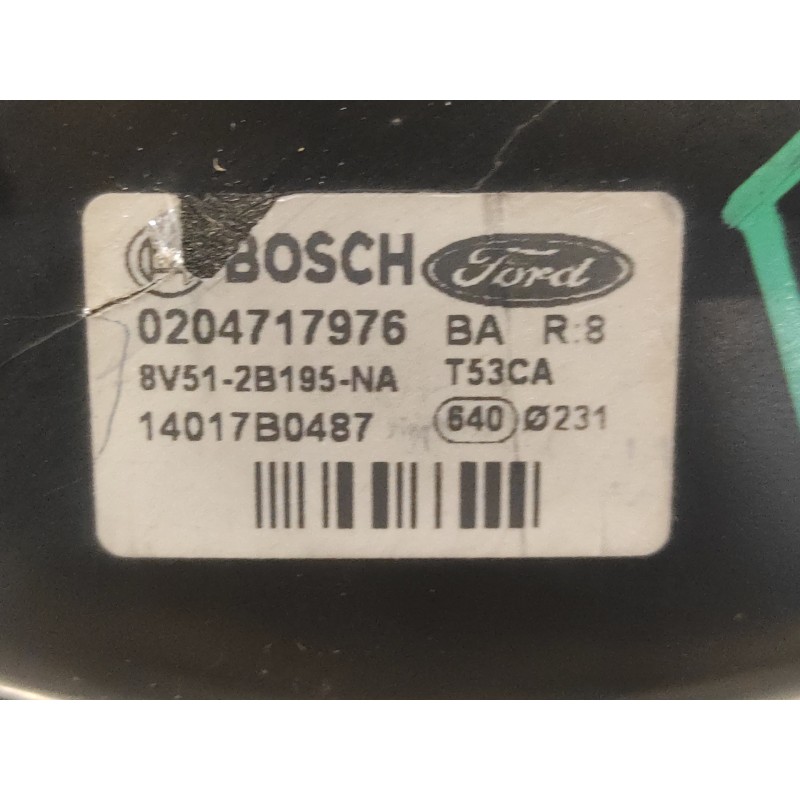 BOSCH Ford
0204717976 BA R:8
8V51-2B195-NA T53CA
14017B0487 640 Ø231